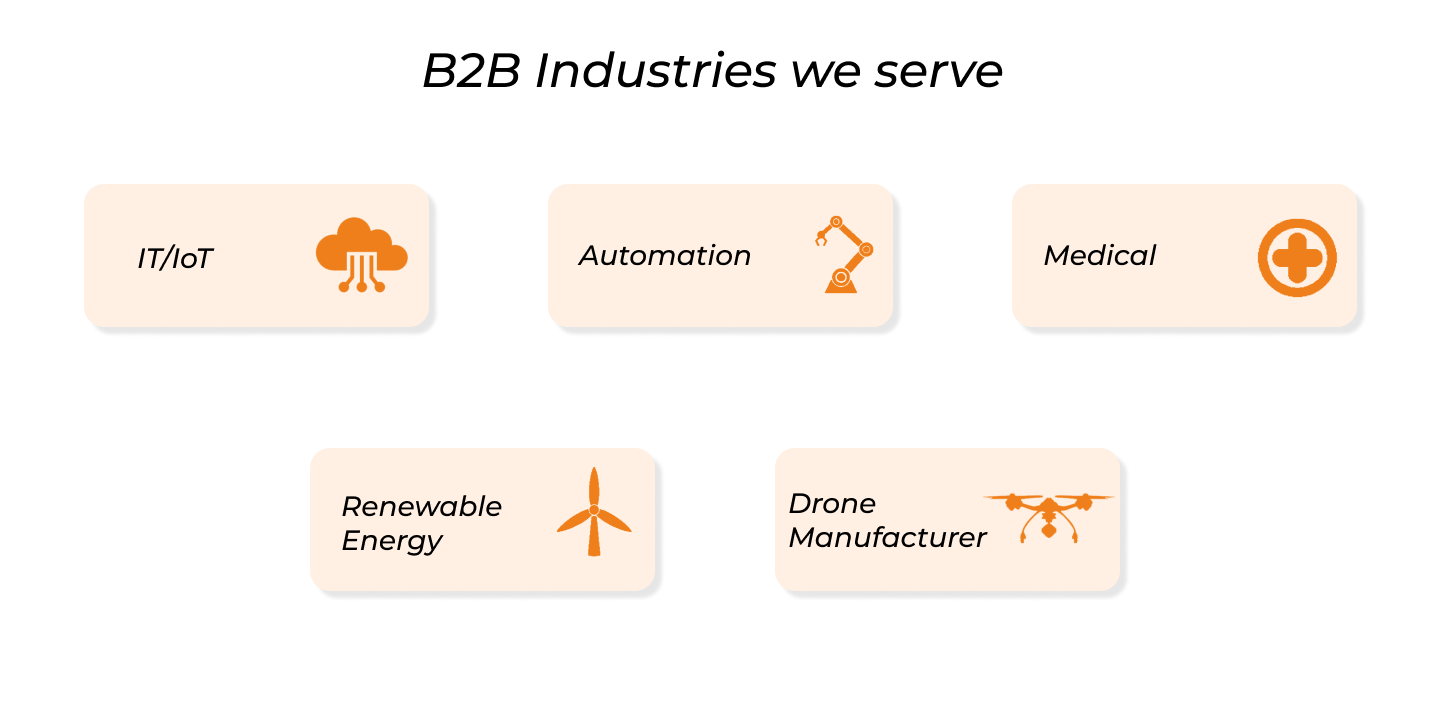 B2B Industries we serve
IT/IoT
Automation
Medical
Renewable
Energy
Drone
Manufacturer